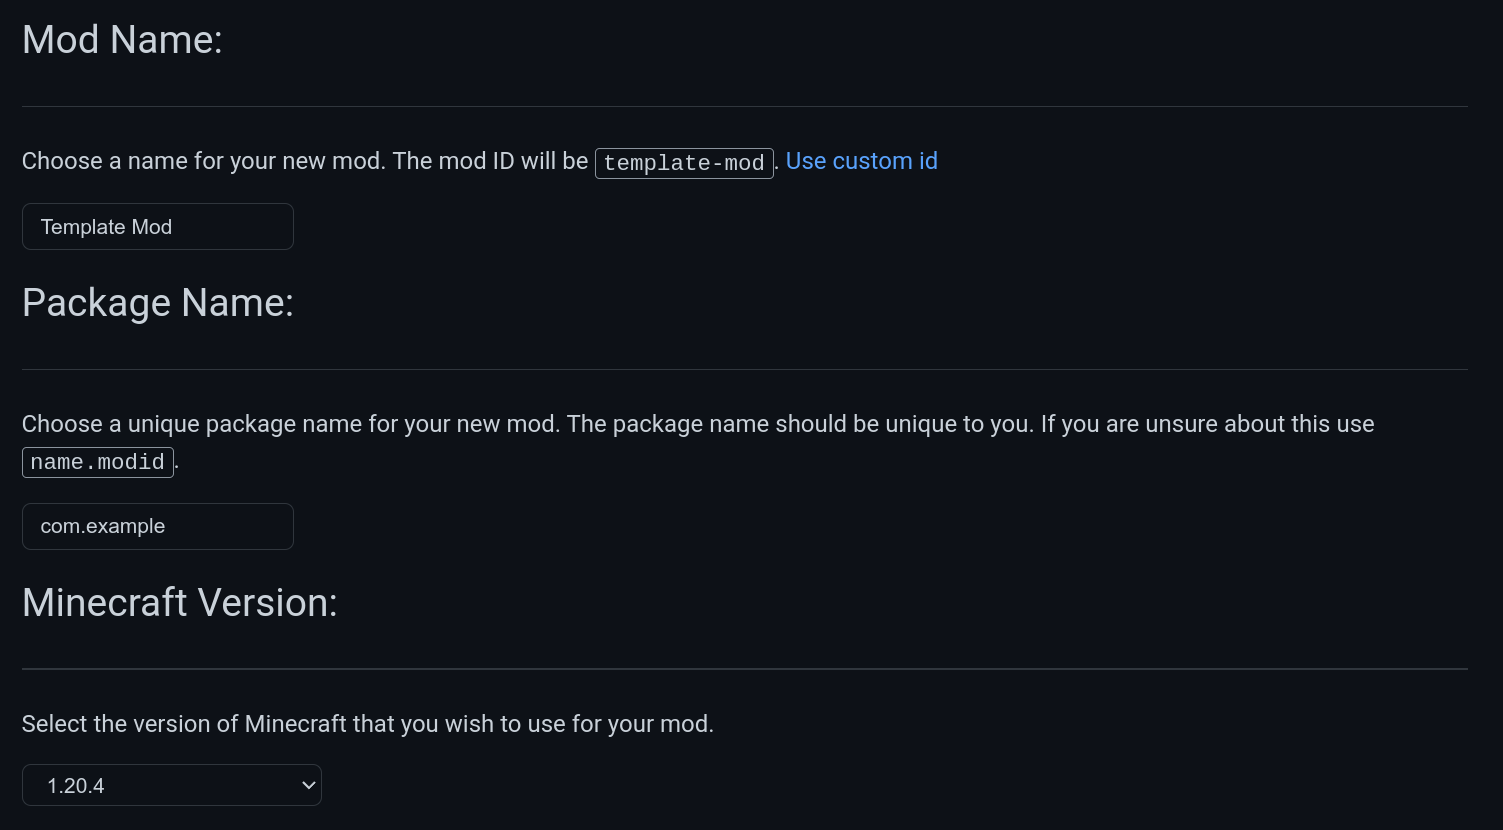 Mod Name:
Choose a name for your new mod. The mod ID will be template-mod. Use custom id
Template Mod
Package Name:
Choose a unique package name for your new mod. The package name should be unique to you. If you are unsure about this use
name.modid.
com.example
Minecraft Version:
Select the version of Minecraft that you wish to use for your mod.
1.20.4